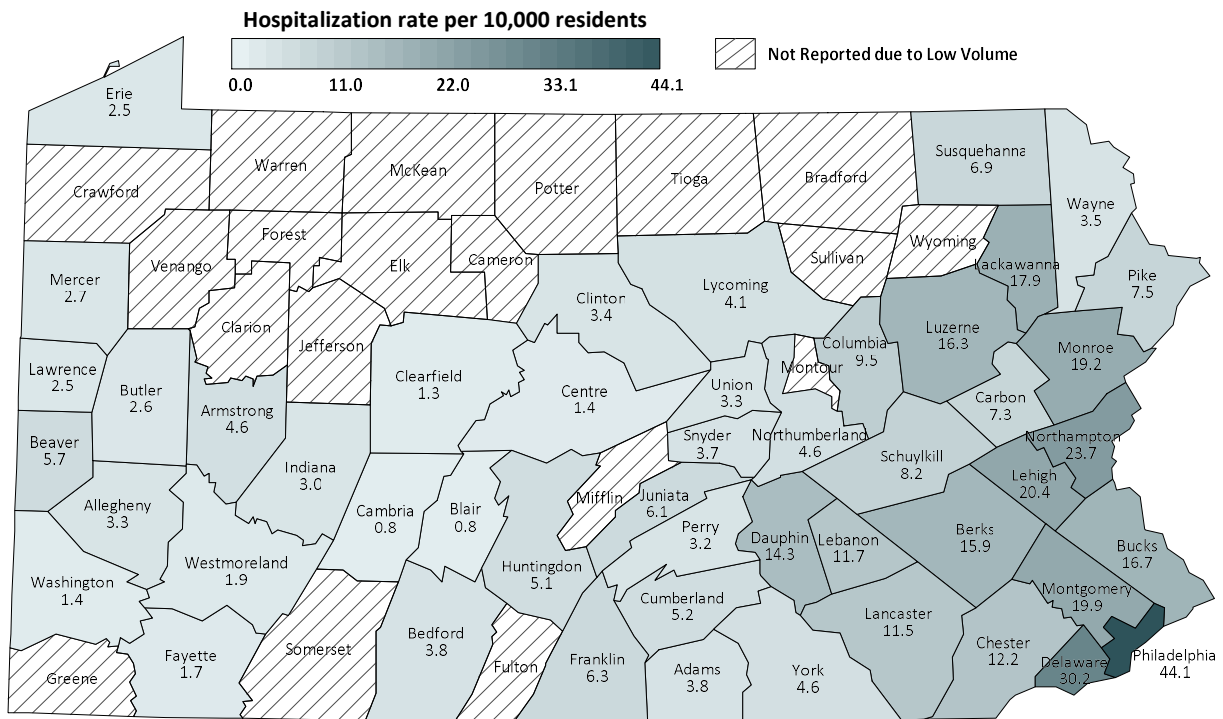 Hospitalization rate per 10,000 residents
0.0 11.0 22.0 33.1 44.1
Not Reported due to Low Volume
Erie
2.5
Crawford
Warren
McKean
Potter
Tioga
Bradford
Susquehanna
6.9
Wayne
3.5
Forest
Venango
Elk
Cameron
Sullivan
Wyoming
Lackawanna
17.9
Pike
7.5
Mercer
2.7
Clarion
Jefferson
Clinton
3.4
Lycoming
4.1
Columbia
9.5
Luzerne
16.3
Monroe
19.2
Lawrence
2.5
Butler
2.6
Armstrong
4.6
Clearfield
1.3
Centre
1.4
Union
3.3
Montour
Carbon
7.3
Beaver
5.7
Indiana
3.0
Snyder
3.7
Northumberland
4.6
Schuylkill
8.2
Northampton
23.7
Lehigh
20.4
Allegheny
3.3
Cambria
0.8
Blair
0.8
Mifflin
Juniata
6.1
Perry
3.2
Dauphin
14.3
Lebanon
11.7
Berks
15.9
Bucks
16.7
Washington
1.4
Westmoreland
1.9
Huntingdon
5.1
Cumberland
5.2
Lancaster
11.5
Montgomery
19.9
Greene
Fayette
1.7
Somerset
Bedford
3.8
Fulton
Franklin
6.3
Adams
3.8
York
4.6
Chester
12.2
Delaware
30.2
Philadelphia
44.1